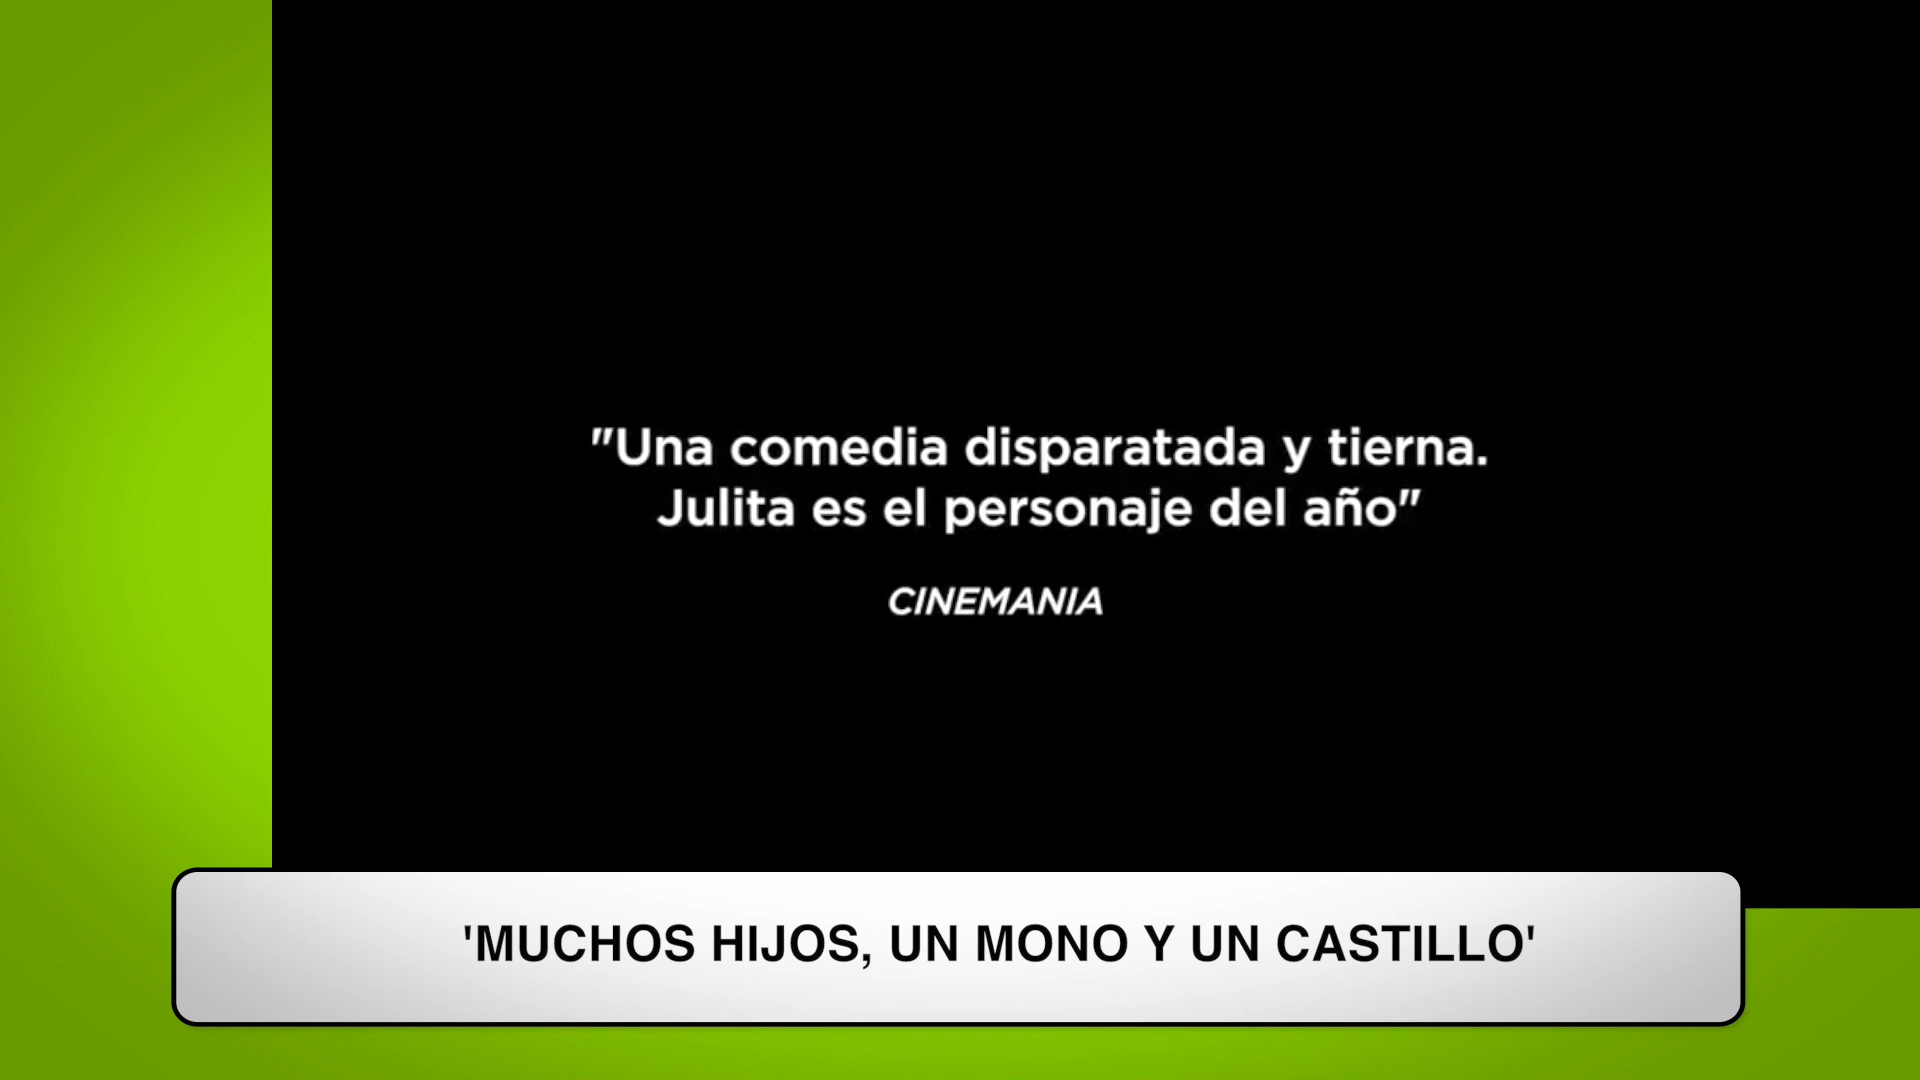 "Una comedia disparatada y tierna.
Julita es el personaje del año"
CINEMANIA
'MUCHOS HIJOS, UN MONO Y UN CASTILLO'